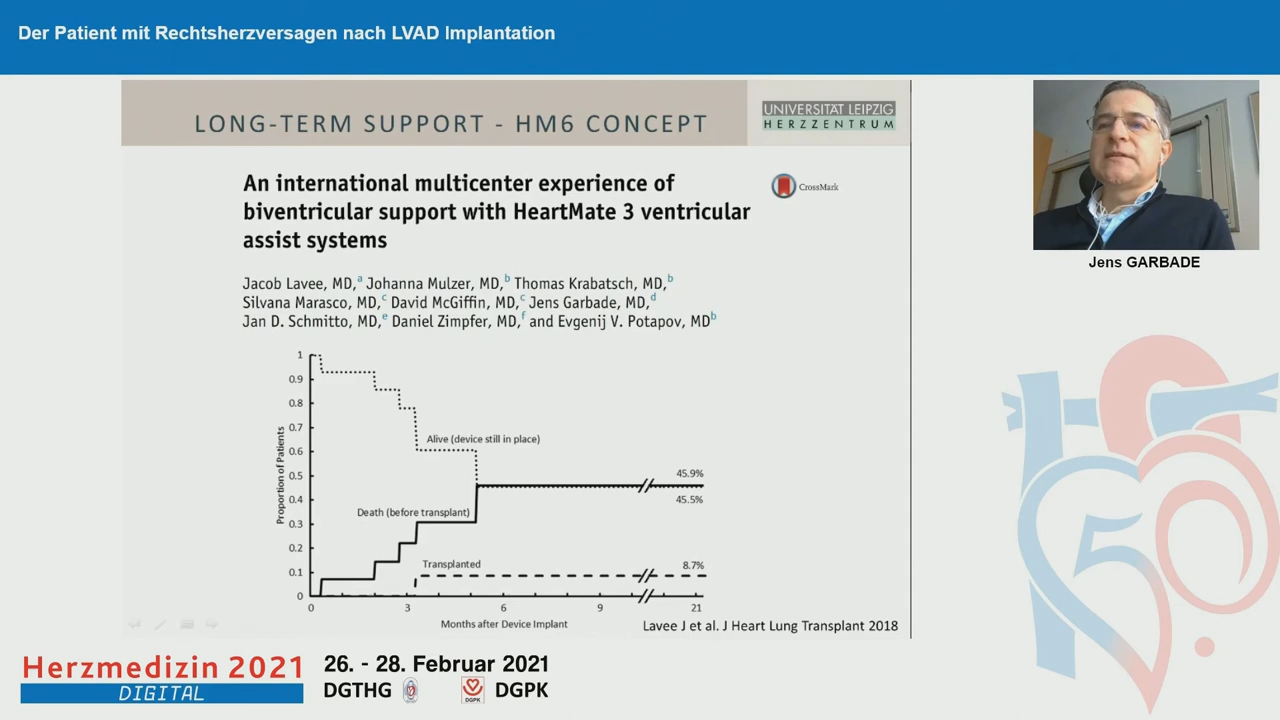 Der Patient mit Rechtsherzversagen nach LVAD Implantation
LONG-TERM SUPPORT - HM6 CONCEPT
UNIVERSITÄT LEIPZIG
HERZZENTRUM
An international multicenter experience of
biventricular support with HeartMate 3 ventricular
assist systems
CrossMark
Jacob Lavee, MD,a Johanna Mulzer, MD,b Thomas Krabatsch, MD,b
Silvana Marasco, MD,c David McGiffin, MD,c Jens Garbade, MD,d
Jan D. Schmitto, MD,e Daniel Zimpfer, MD,f and Evgenij V. Potapov, MDb
Jens GARBADE
Proportion of Patients
1
0.9
0.8
0.7
0.6
0.5
0.4
0.3
0.2
0.1
0
Alive (device still in place)
45.9%
45.5%
Death (before transplant)
Transplanted
8.7%
0 3 6 9 21
Months after Device Implant
Lavee J et al. J Heart Lung Transplant 2018
50.
Herzmedizin 2021
DIGITAL
26. - 28. Februar 2021
DGTHG
DGPK
DGPK